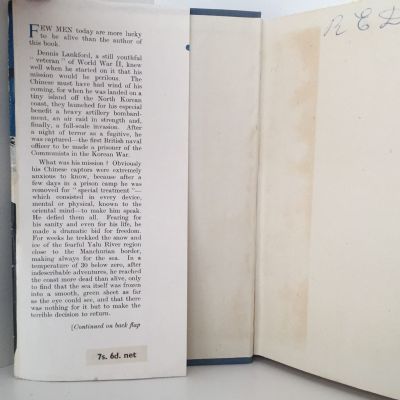 FEW MEN today are more lucky
to be alive than the author of
this book.
Dennis Lankford, a still youthful
"veteran" of World War II, knew
well when he started on it that his
mission would be perilous. The
Chinese must have had wind of his
coming, for when he was landed on a
tiny island off the North Korean
coast, they launched for his especial
benefit a heavy artillery bombard-
ment, an air raid in strength and,
finally, a full-scale invasion. After
a night of terror as a fugitive, he
was captured—the first British naval
officer to be made a prisoner of the
Communists in the Korean War.
What was his mission? Obviously
his Chinese captors were extremely
anxious to know, because after a
few days in a prison camp he was
removed for "special treatment"—
which consisted in every device,
mental or physical, known to the
oriental mind—to make him speak.
He defied them all. Fearing for
his sanity and even for his life, he
made a dramatic bid for freedom.
For weeks he trekked the snow and
ice of the fearful Yalu River region
close to the Manchurian border,
making always for the sea. In a
temperature of 20 below zero, after
indescribable adventures, he reached
the coast more dead than alive, only
to find that the sea itself was frozen
into a smooth, green sheet as far
as the eye could see, and that there
was nothing for it but to make the
terrible decision to return.
[Continued on back flap
7s. 6d. net
R E D